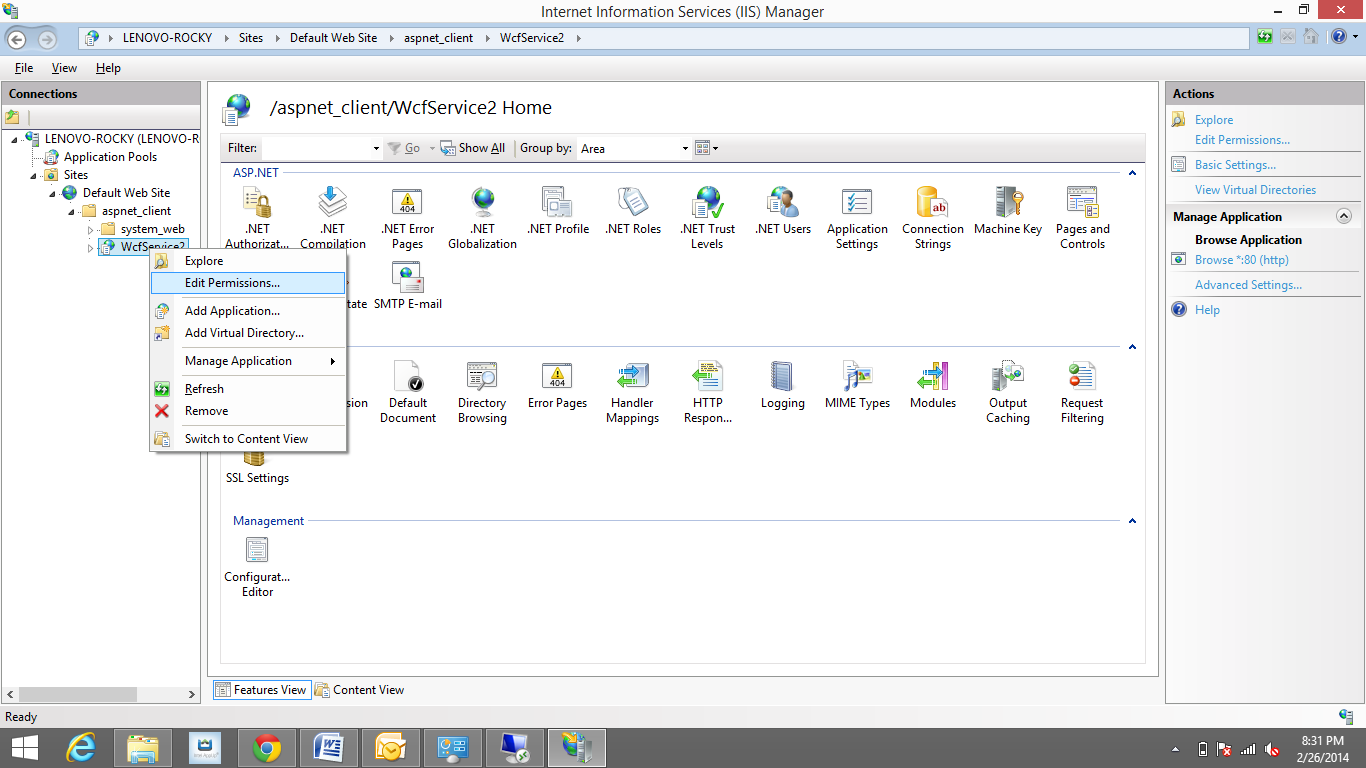 Internet Information Services (IIS) Manager
LENOVO-ROCKY Sites Default Web Site aspnet_client WcfService2
File View Help
Connections
LENOVO-ROCKY (LENOVO-R
Application Pools
Sites
Default Web Site
aspnet_client
system_web
WcfService2
Explore
Edit Permissions...
Add Application...
Add Virtual Directory...
Manage Application
Refresh
Remove
Switch to Content View
/aspnet_client/WcfService2 Home
Filter: Go Show All Group by: Area
ASP.NET
.NET Authorizat...
.NET Compilation
.NET Error Pages
.NET Globalization
.NET Profile
.NET Roles
.NET Trust Levels
.NET Users
Application Settings
Connection Strings
Machine Key
Pages and Controls
tate
SMTP E-mail
sion
Default Document
Directory Browsing
Error Pages
Handler Mappings
HTTP Respon...
Logging
MIME Types
Modules
Output Caching
Request Filtering
SSL Settings
Management
Configurat... Editor
Features View Content View
Actions
Explore
Edit Permissions...
Basic Settings...
View Virtual Directories
Manage Application
Browse Application
Browse *:80 (http)
Advanced Settings...
Help
Ready
8:31 PM
2/26/2014